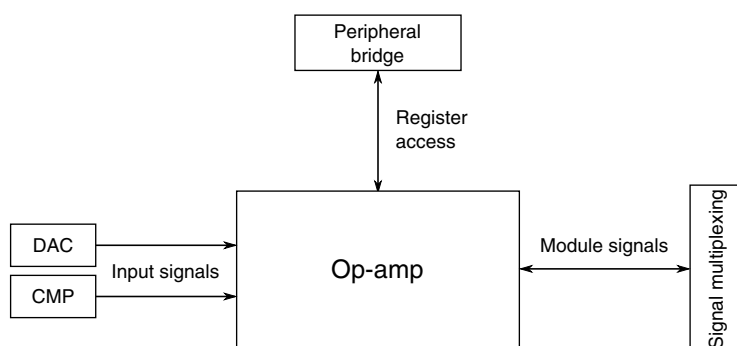 Peripheral
bridge
Register
access
DAC
CMP
Input signals
Op-amp
Module signals
Signal multiplexing